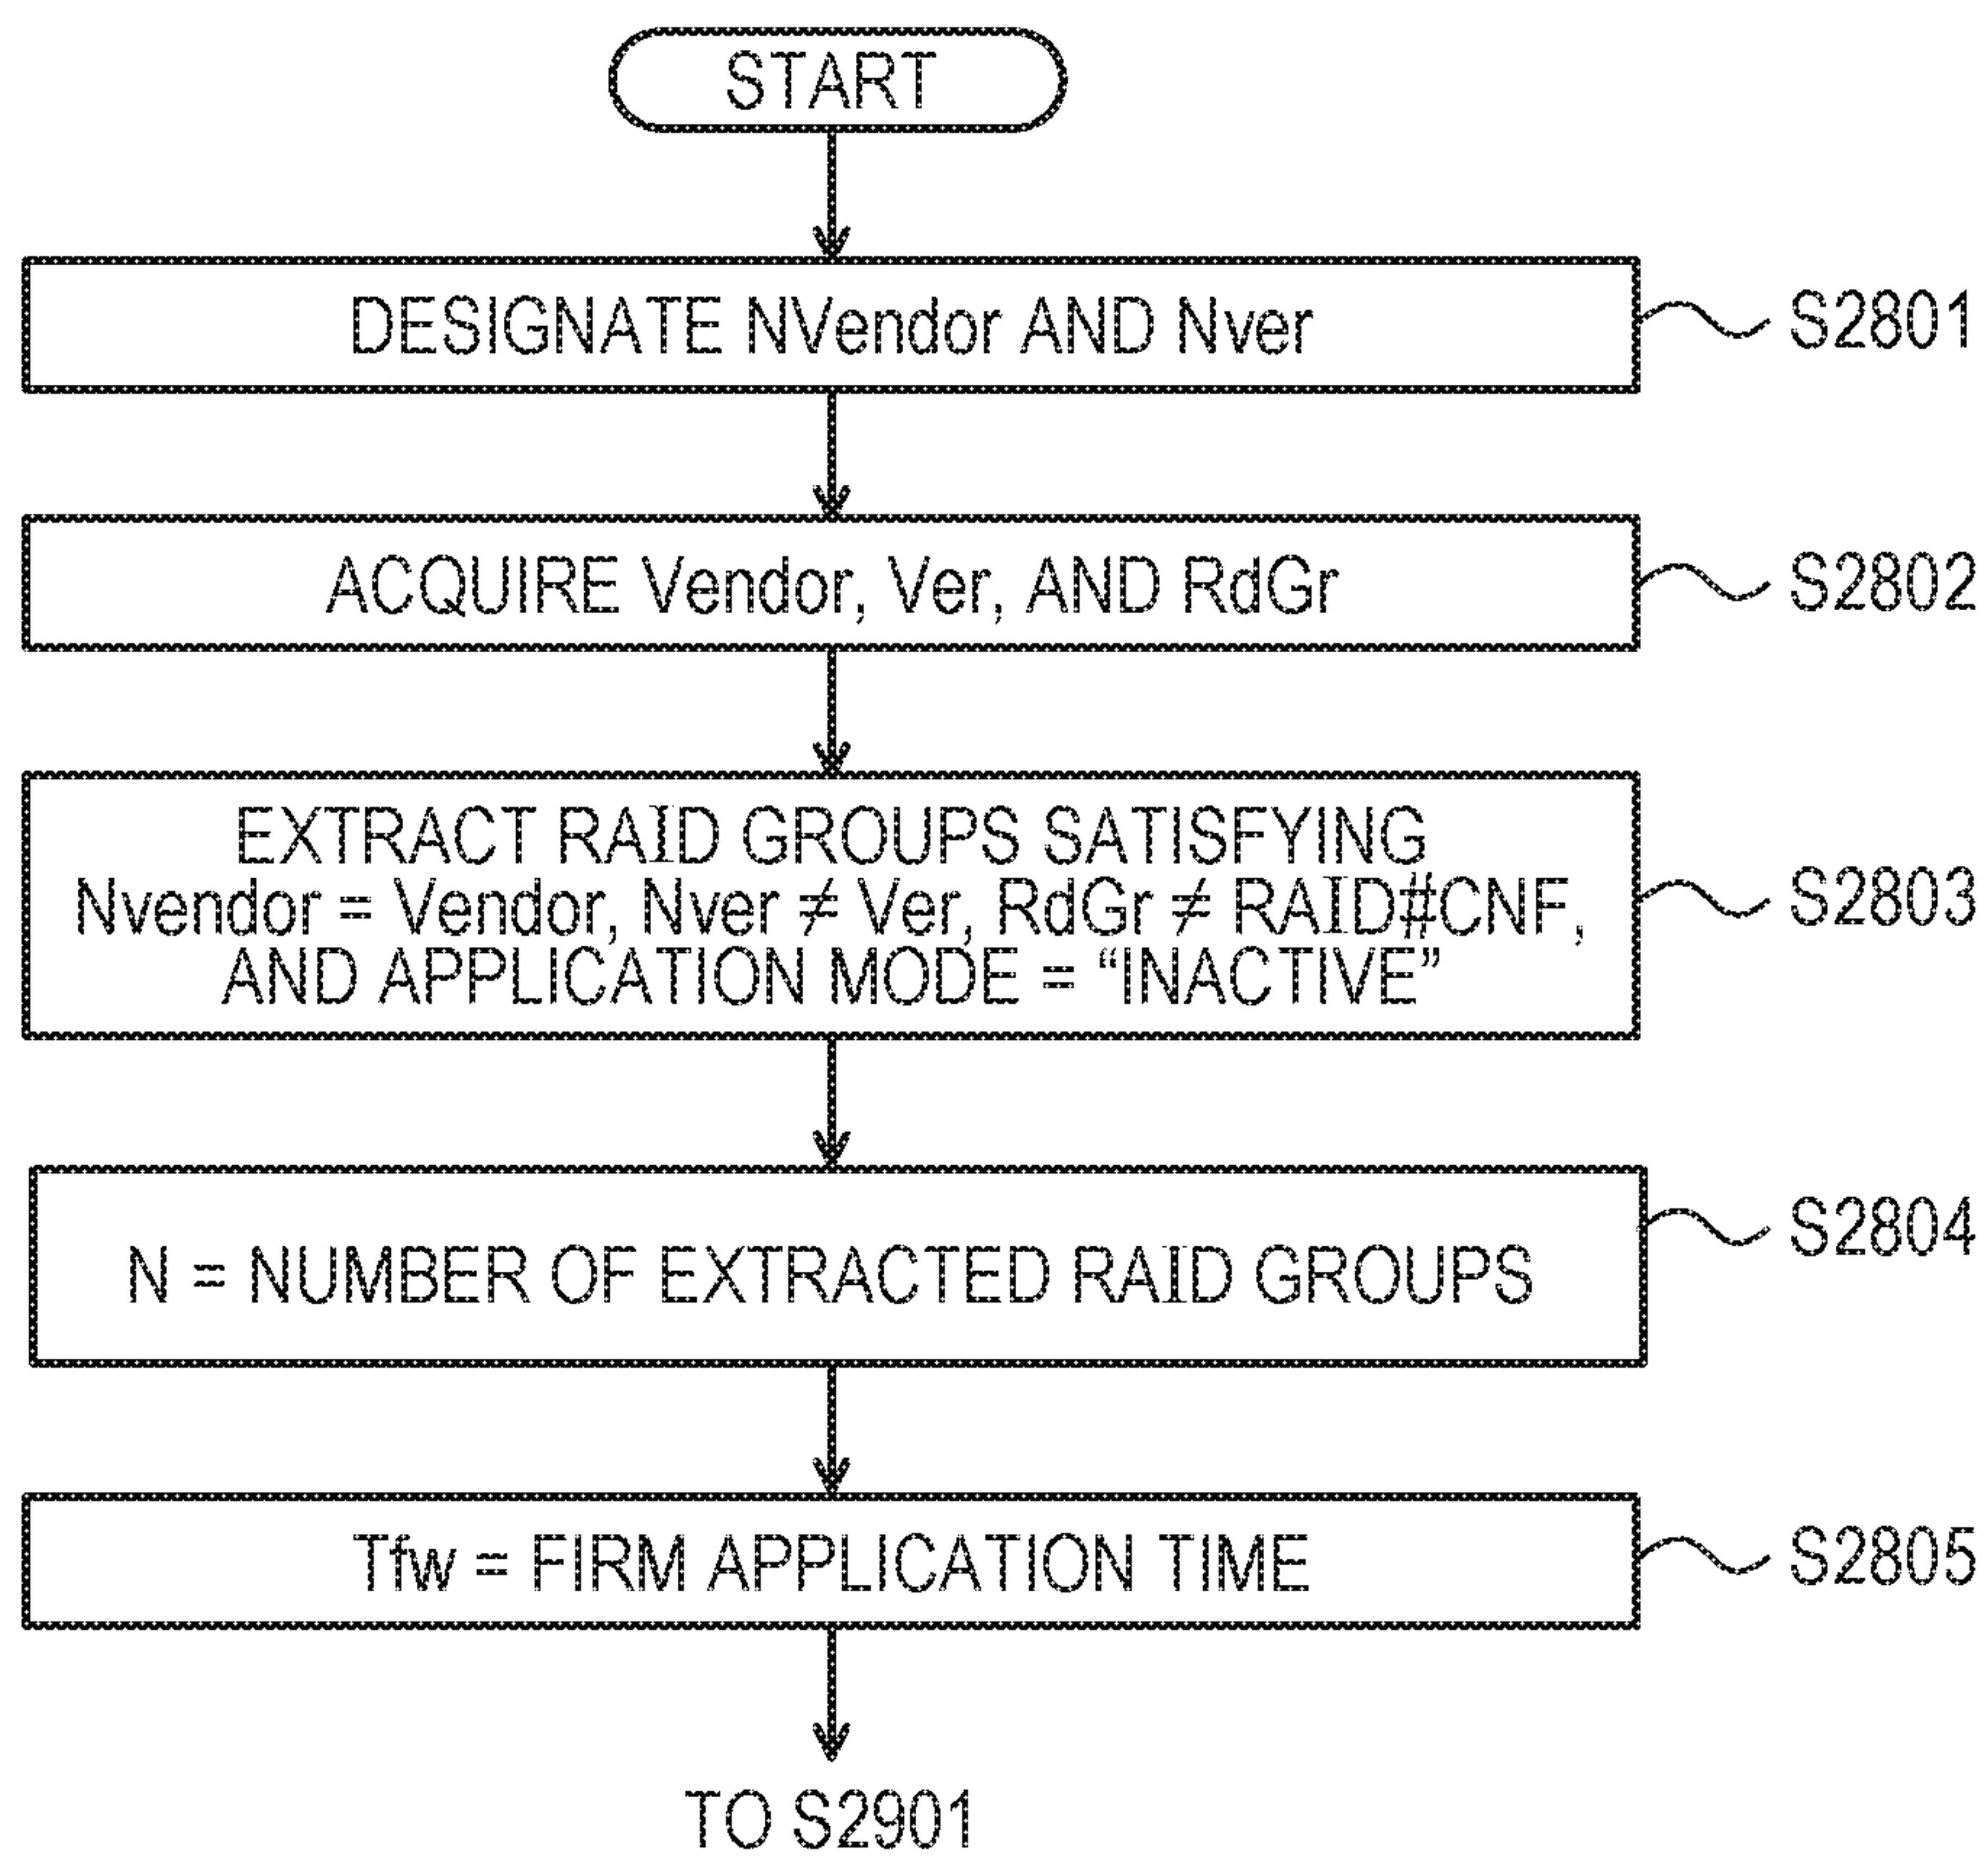 START
DESIGNATE NVendor AND Nver
S2801
ACQUIRE Vendor, Ver, AND RdGr
S2802
EXTRACT RAID GROUPS SATISFYING
Nvendor = Vendor, Nver ≠ Ver, RdGr ≠ RAID#CNF,
AND APPLICATION MODE = “INACTIVE”
S2803
N = NUMBER OF EXTRACTED RAID GROUPS
S2804
Tfw = FIRM APPLICATION TIME
S2805
TO S2901